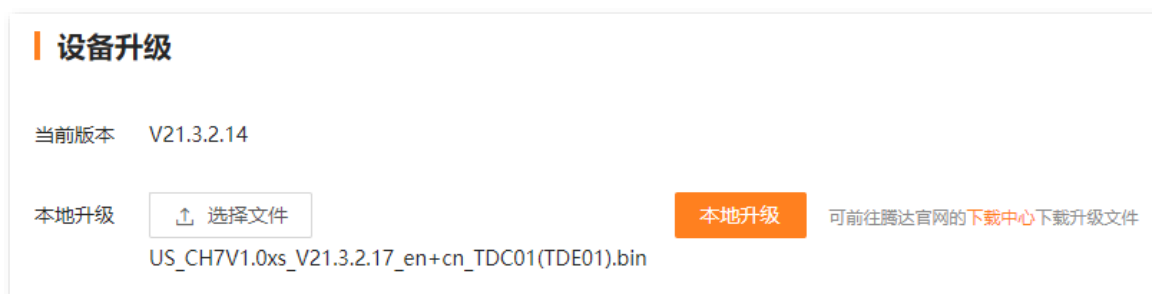 设备升级
当前版本 V21.3.2.14
本地升级 选择文件 本地升级 可前往腾达官网的下载中心下载升级文件
US_CH7V1.0xs_V21.3.2.17_en+cn_TDC01(TDE01).bin